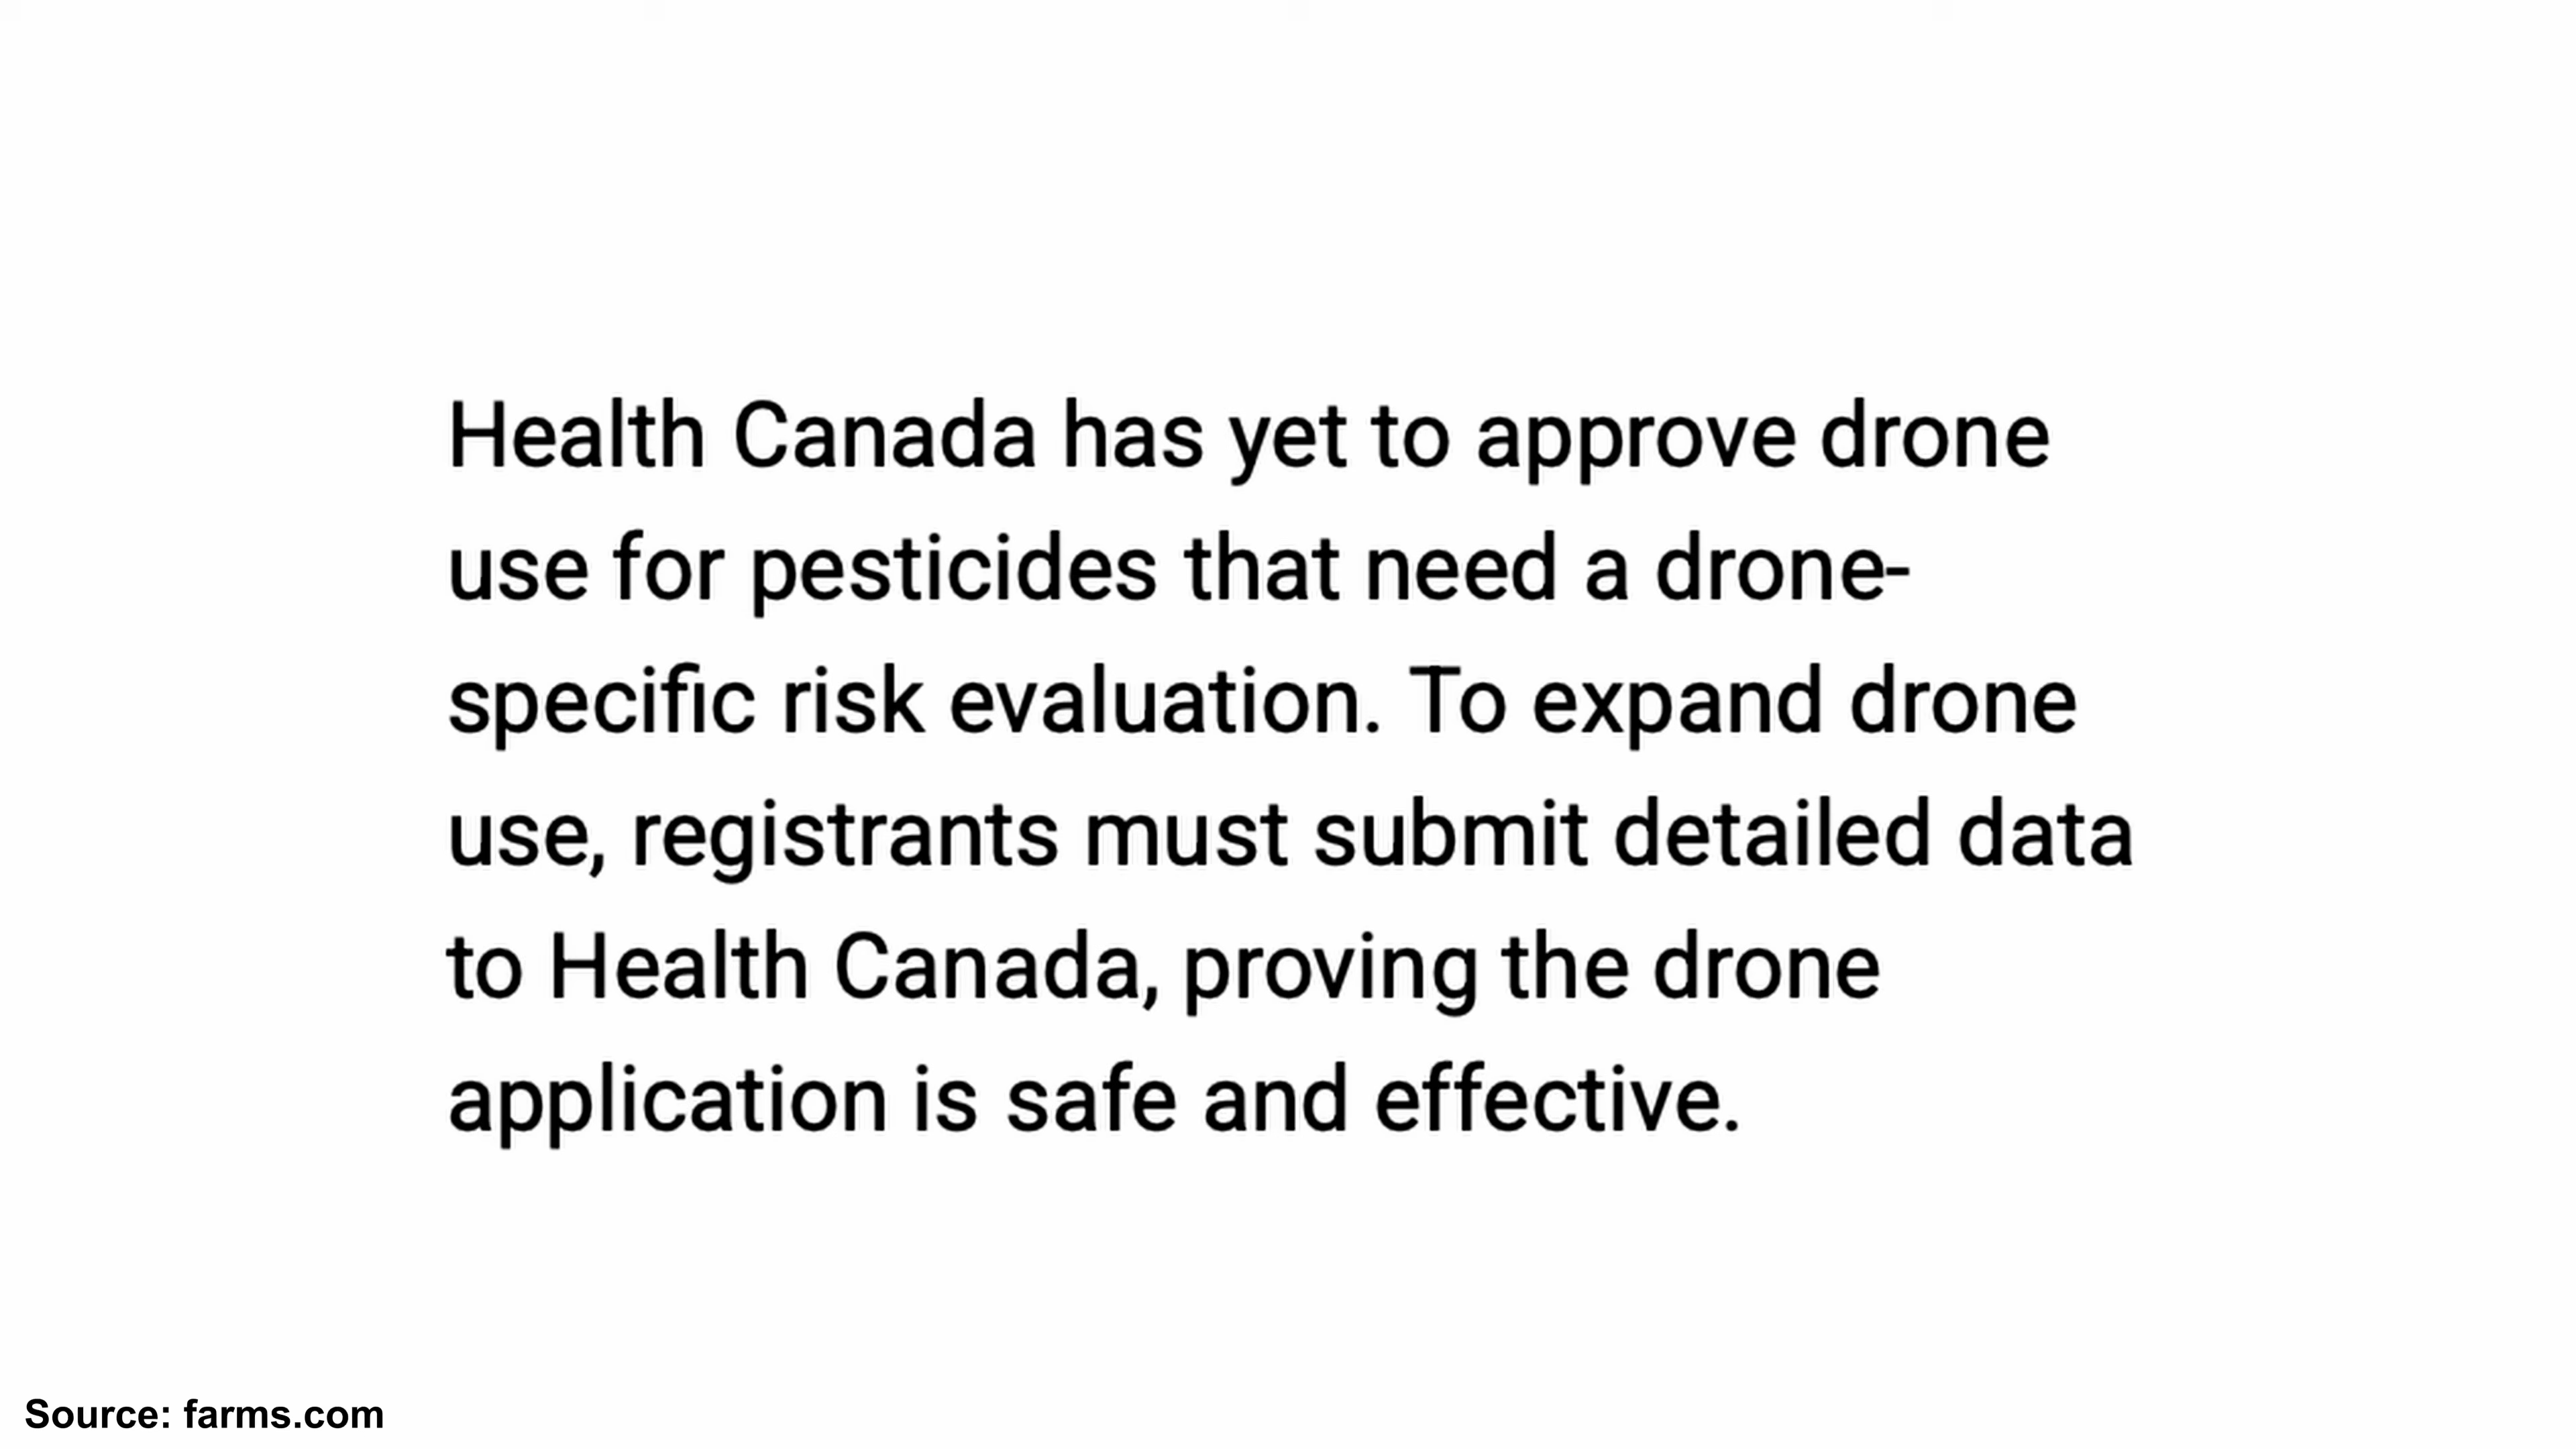 Health Canada has yet to approve drone
use for pesticides that need a drone-
specific risk evaluation. To expand drone
use, registrants must submit detailed data
to Health Canada, proving the drone
application is safe and effective.
Source: farms.com